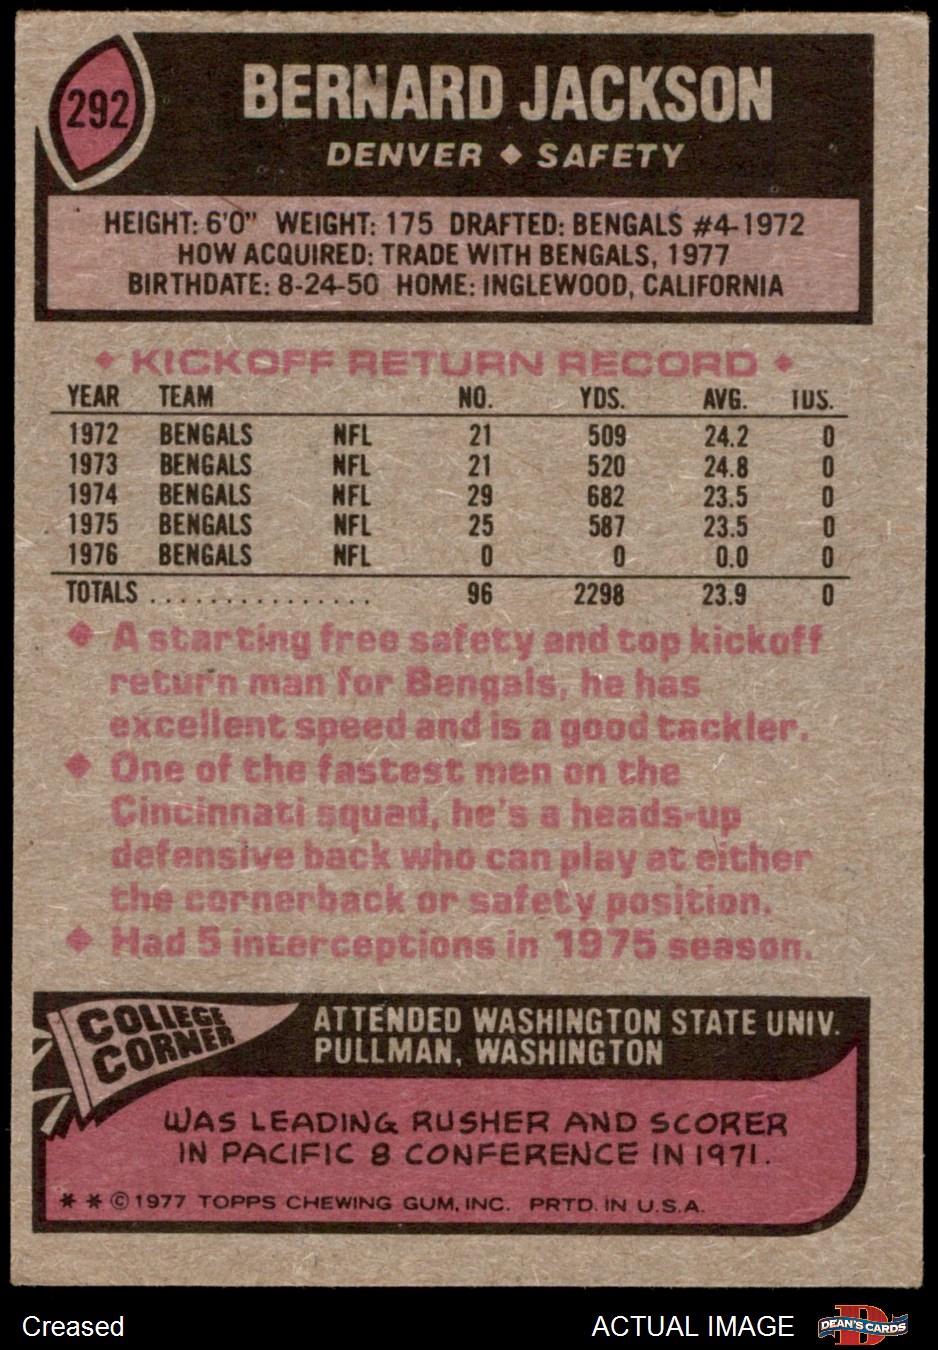 292
BERNARD JACKSON
DENVER ◆ SAFETY
HEIGHT: 6'0" WEIGHT: 175 DRAFTED: BENGALS #4-1972
HOW ACQUIRED: TRADE WITH BENGALS, 1977
BIRTHDATE: 8-24-50 HOME: INGLEWOOD, CALIFORNIA
◆ KICKOFF RETURN RECORD ◆
YEAR TEAM NO. YDS. AVG. TDS.
1972 BENGALS NFL 21 509 24.2 0
1973 BENGALS NFL 21 520 24.8 0
1974 BENGALS NFL 29 682 23.5 0
1975 BENGALS NFL 25 587 23.5 0
1976 BENGALS NFL 0 0 0.0 0
TOTALS . . . . . . . . . . . . . . . 96 2298 23.9 0
◆ A starting free safety and top kickoff
return man for Bengals, he has
excellent speed and is a good tackler.
◆ One of the fastest men on the
Cincinnati squad, he's a heads-up
defensive back who can play at either
the cornerback or safety position.
◆ Had 5 interceptions in 1975 season.
COLLEGE
CORNER
ATTENDED WASHINGTON STATE UNIV.
PULLMAN, WASHINGTON
WAS LEADING RUSHER AND SCORER
IN PACIFIC 8 CONFERENCE IN 1971.
* * © 1977 TOPPS CHEWING GUM, INC. PRTD. IN U.S.A.
Creased
ACTUAL IMAGE
DEAN'S CARDS